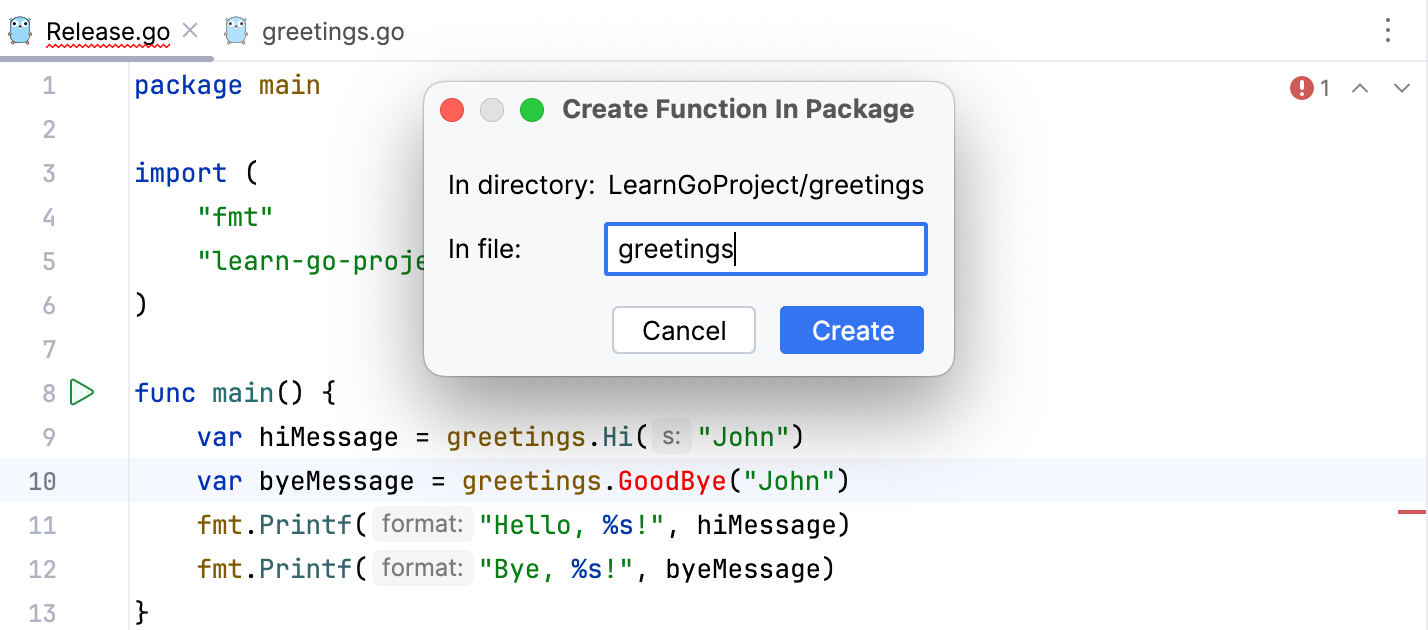 Release.go greetings.go
1 package main
1
2
3 import (
4 "fmt"
5 "learn-go-proje
6 )
7
8 func main() {
9 var hiMessage = greetings.Hi( s: "John")
10 var byeMessage = greetings.GoodBye("John")
11 fmt.Printf( format: "Hello, %s!", hiMessage)
12 fmt.Printf( format: "Bye, %s!", byeMessage)
13 }
Create Function In Package
In directory: LearnGoProject/greetings
In file: greetings
Cancel Create